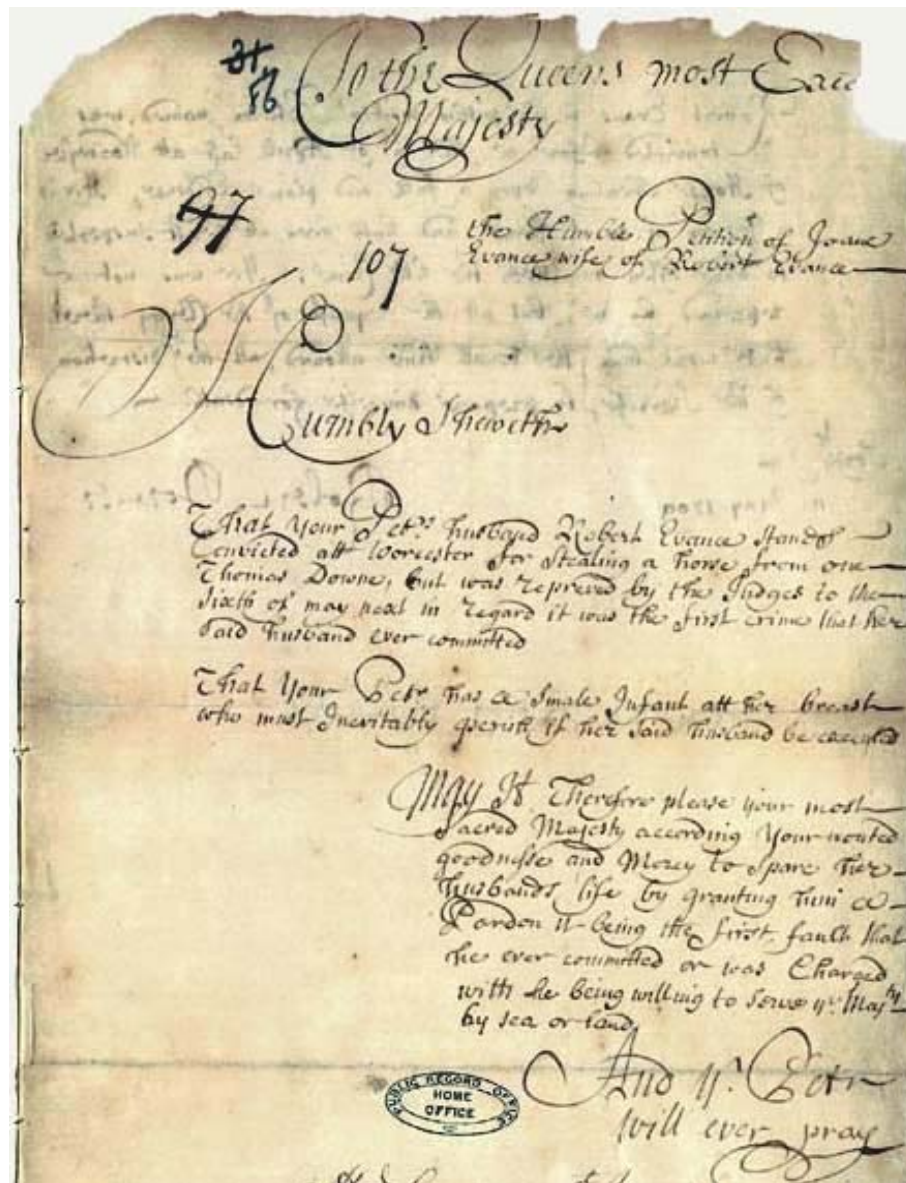 31
56
To the Queens most Exce
Majesty
97
107
the Humble Petition of Joane
Evance wife of Robert Evance
Humbly Sheweth
That Your Petr. husband Robert Evance Stands
Convicted att Worcester for Stealing a horse from one
Thomas Downe, but was repreved by the Judges to the
Sixth of may next in regard it was the first crime that her
Said husband ever committed
That Your Petr has a Smale Infant att her breast
who must Inevitably perish if her Said husband be executed
May It Therefore please your most
Sacred Majesty according Your wonted
goodnesse and Mercy to Spare her
husbands life by granting him a
Pardon it being the first fault that
he ever committed or was Charged
with he being willing to Serve yr. Majty
by sea or land
And yr. Petr
will ever pray
PUBLIC RECORD OFFICE
HOME
OFFICE